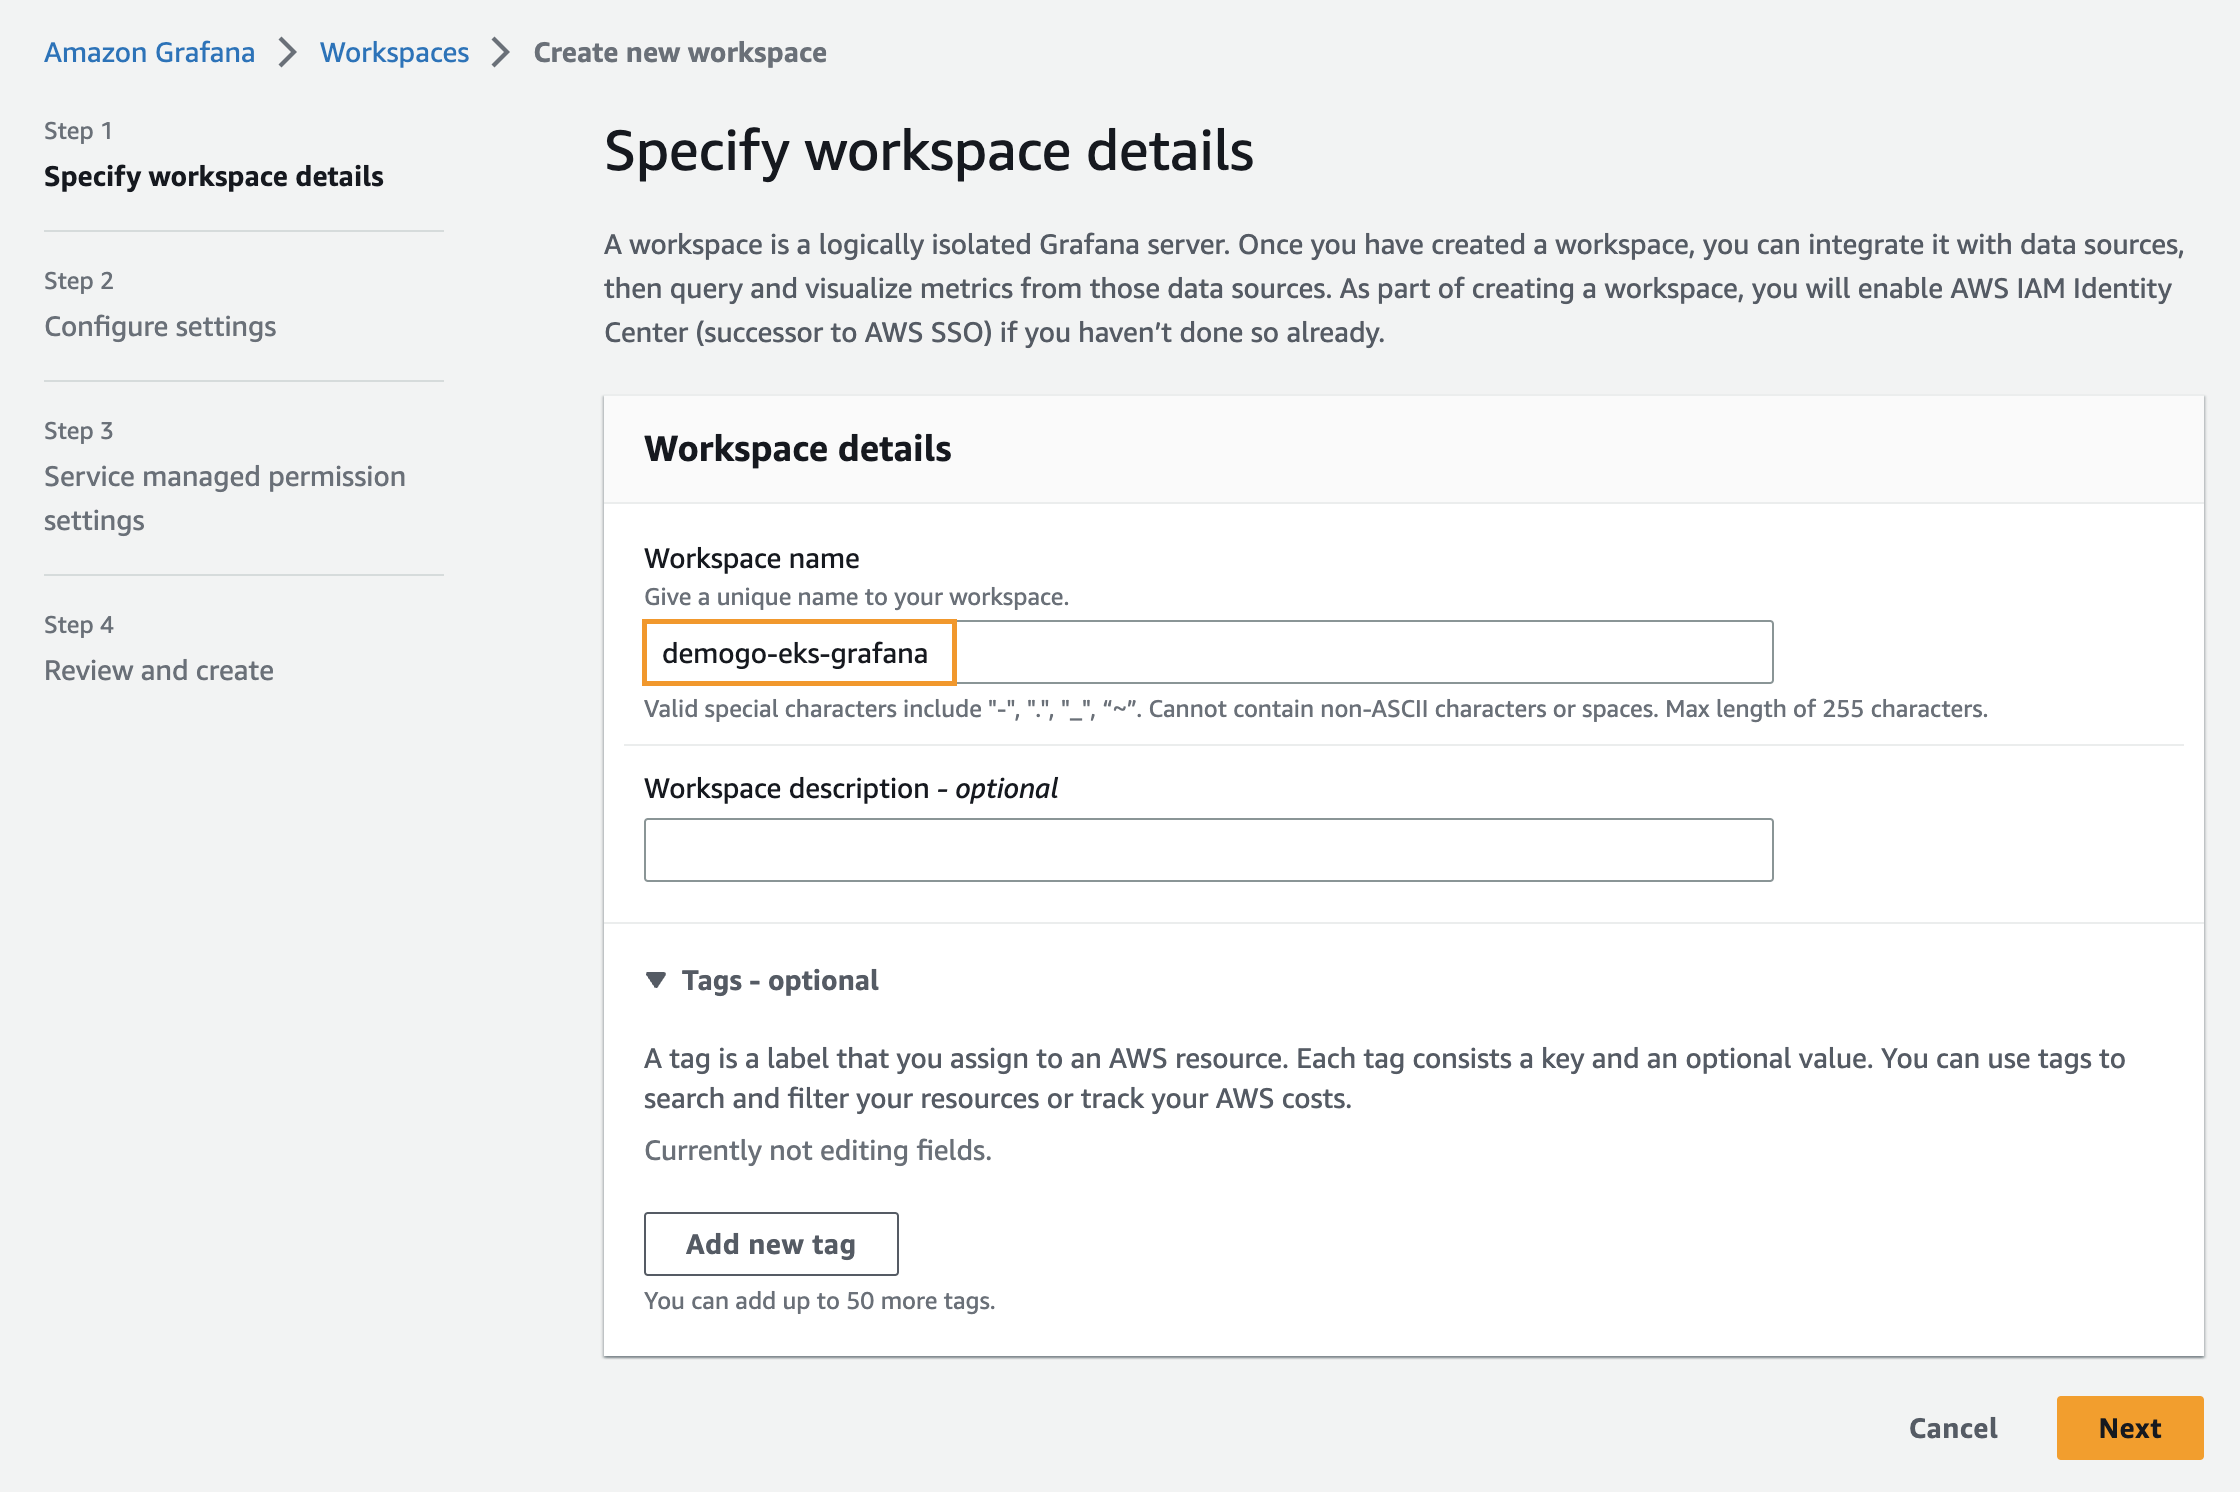 Amazon Grafana > Workspaces > Create new workspace
Step 1
Specify workspace details
Step 2
Configure settings
Step 3
Service managed permission
settings
Step 4
Review and create
Specify workspace details
A workspace is a logically isolated Grafana server. Once you have created a workspace, you can integrate it with data sources,
then query and visualize metrics from those data sources. As part of creating a workspace, you will enable AWS IAM Identity
Center (successor to AWS SSO) if you haven’t done so already.
Workspace details
Workspace name
Give a unique name to your workspace.
demogo-eks-grafana
Valid special characters include "-", ".", "_", “~”. Cannot contain non-ASCII characters or spaces. Max length of 255 characters.
Workspace description - optional
Tags - optional
A tag is a label that you assign to an AWS resource. Each tag consists a key and an optional value. You can use tags to
search and filter your resources or track your AWS costs.
Currently not editing fields.
Add new tag
You can add up to 50 more tags.
Cancel
Next